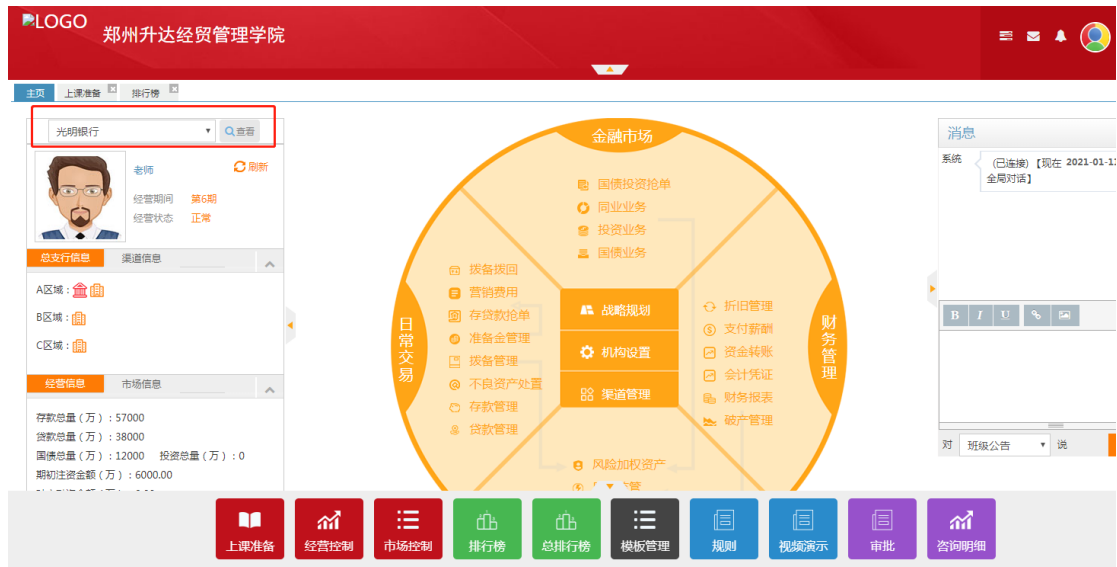 LOGO
郑州升达经贸管理学院
主页 上课准备 排行榜
光明银行 查看
老师 刷新
经营期间 第6期
经营状态 正常
总支行信息 渠道信息
A区域：
B区域：
C区域：
经营信息 市场信息
存款总量(万)：57000
贷款总量(万)：38000
国债总量(万)：12000 投资总量(万)：0
期初注资金额(万)：6000.00
金融市场
国债投资抢单
同业业务
投资业务
国债业务
日常交易
拨备拨回
营销费用
存贷款抢单
准备金管理
拨备管理
不良资产处置
存款管理
贷款管理
战略规划
机构设置
渠道管理
财务管理
折旧管理
支付薪酬
资金转账
会计凭证
财务报表
破产管理
风险加权资产
消息
系统 (已连接)【现在 2021-01-11
全局对话】
B I U
对 班级公告 说
上课准备
经营控制
市场控制
排行榜
总排行榜
模板管理
规则
视频演示
审批
咨询明细